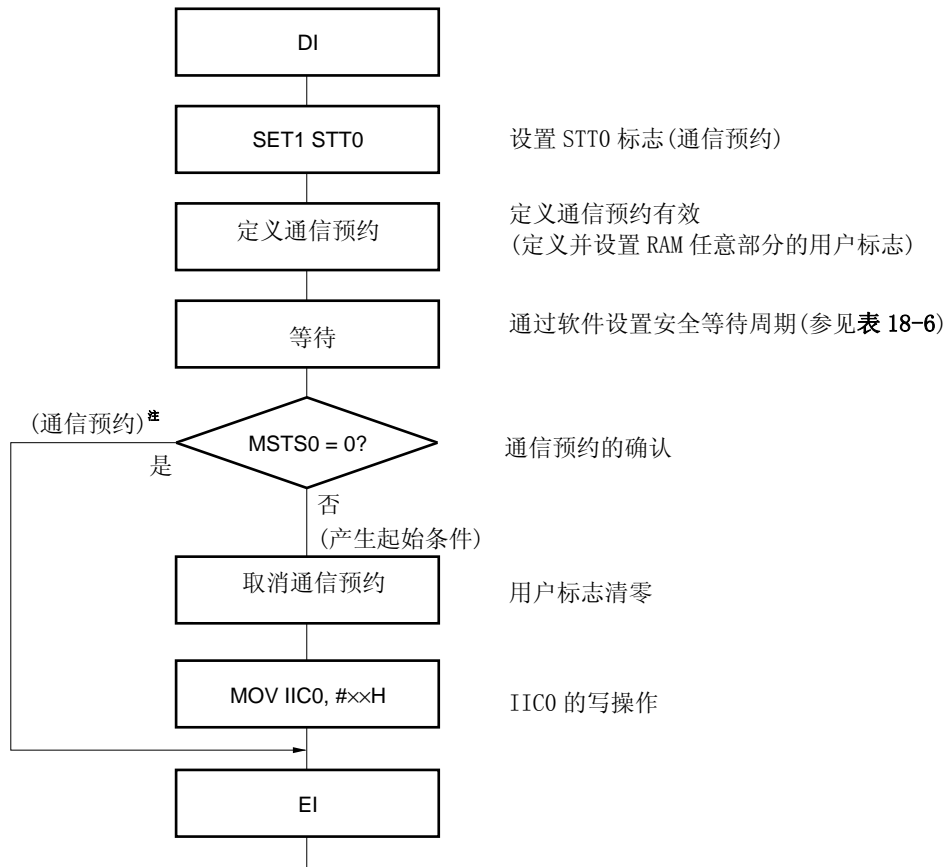 DI
SET1 STT0
设置 STT0 标志(通信预约)
定义通信预约
定义通信预约有效
(定义并设置 RAM 任意部分的用户标志)
等待
通过软件设置安全等待周期(参见表 18-6)
(通信预约)注
MSTS0 = 0?
通信预约的确认
是
否
(产生起始条件)
取消通信预约
用户标志清零
MOV IIC0, #××H
IIC0 的写操作
EI